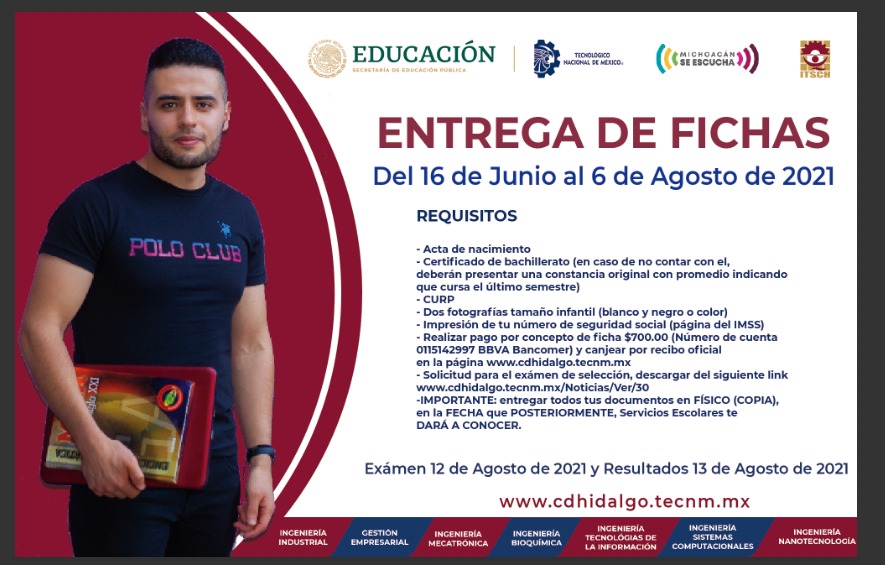 EDUCACIÓN
SECRETARÍA DE EDUCACIÓN PÚBLICA
TECNOLÓGICO
NACIONAL DE MÉXICO
MICHOACÁN
SE ESCUCHA
ITSCH
ENTREGA DE FICHAS
Del 16 de Junio al 6 de Agosto de 2021
REQUISITOS
- Acta de nacimiento
- Certificado de bachillerato (en caso de no contar con el,
deberán presentar una constancia original con promedio indicando
que cursa el último semestre)
- CURP
- Dos fotografías tamaño infantil (blanco y negro o color)
- Impresión de tu número de seguridad social (página del IMSS)
- Realizar pago por concepto de ficha $700.00 (Número de cuenta
0115142997 BBVA Bancomer) y canjear por recibo oficial
en la página www.cdhidalgo.tecnm.mx
- Solicitud para el exámen de selección, descargar del siguiente link
www.cdhidalgo.tecnm.mx/Noticias/Ver/30
-IMPORTANTE: entregar todos tus documentos en FÍSICO (COPIA),
en la FECHA que POSTERIORMENTE, Servicios Escolares te
DARÁ A CONOCER.
Exámen 12 de Agosto de 2021 y Resultados 13 de Agosto de 2021
www.cdhidalgo.tecnm.mx
POLO CLUB
INGENIERÍA
INDUSTRIAL
GESTIÓN
EMPRESARIAL
INGENIERÍA
MECATRÓNICA
INGENIERÍA
BIOQUÍMICA
INGENIERÍA
TECNOLÓGIAS DE
LA INFORMACIÓN
INGENIERÍA
SISTEMAS
COMPUTACIONALES
INGENIERÍA
NANOTECNOLOGÍA